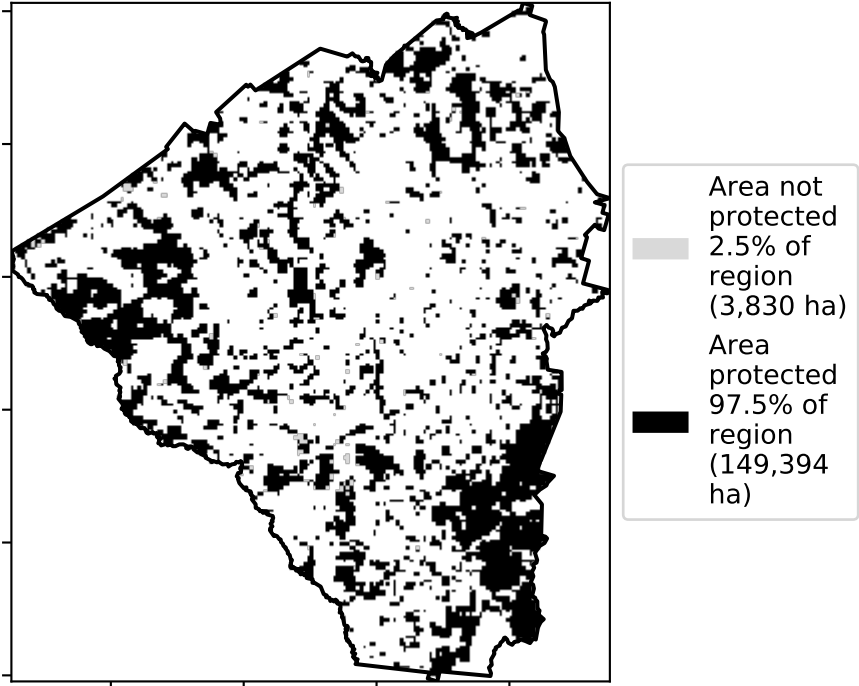 Area not
protected
2.5% of
region
(3,830 ha)
Area
protected
97.5% of
region
(149,394
ha)